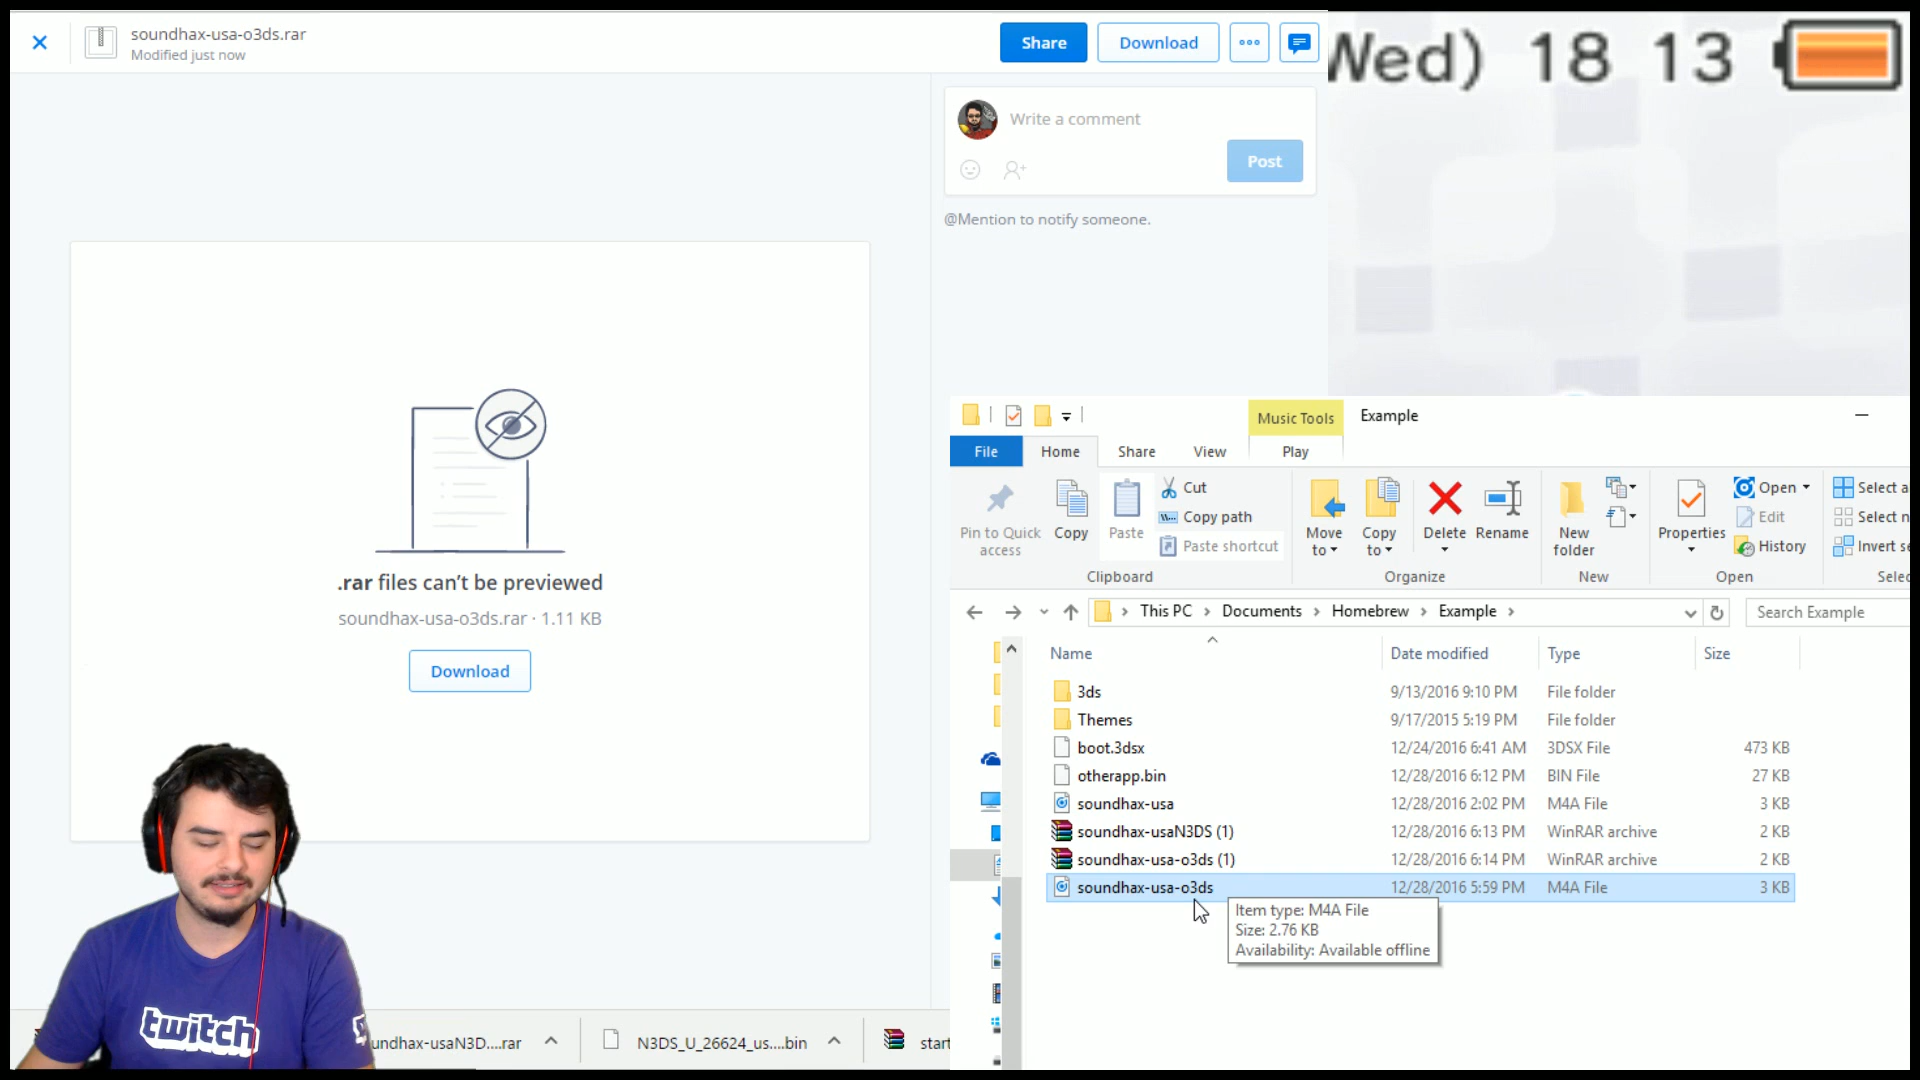 soundhax-usa-o3ds.rar
Modified just now
Share
Download
Wed) 18 13
Write a comment
Post
@Mention to notify someone.
.rar files can't be previewed
soundhax-usa-o3ds.rar · 1.11 KB
Download
Music Tools
Example
File
Home
Share
View
Play
Pin to Quick access
Copy
Paste
Cut
Copy path
Paste shortcut
Clipboard
Move to
Copy to
Delete
Rename
Organize
New folder
New
Properties
Open
Edit
History
Open
Select a
Select n
Invert se
Selec
This PC
Documents
Homebrew
Example
Search Example
Name
Date modified
Type
Size
3ds 9/13/2016 9:10 PM File folder
Themes 9/17/2015 5:19 PM File folder
boot.3dsx 12/24/2016 6:41 AM 3DSX File 473 KB
otherapp.bin 12/28/2016 6:12 PM BIN File 27 KB
soundhax-usa 12/28/2016 2:02 PM M4A File 3 KB
soundhax-usaN3DS (1) 12/28/2016 6:13 PM WinRAR archive 2 KB
soundhax-usa-o3ds (1) 12/28/2016 6:14 PM WinRAR archive 2 KB
soundhax-usa-o3ds 12/28/2016 5:59 PM M4A File 3 KB
Item type: M4A File
Size: 2.76 KB
Availability: Available offline
twitch
undhax-usaN3D....rar
N3DS_U_26624_us....bin
start